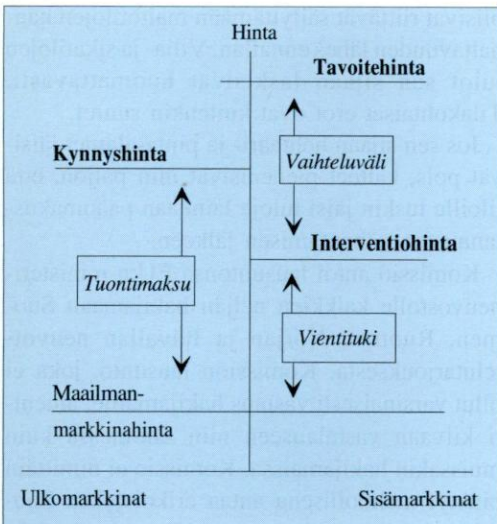 Hinta
Tavoitehinta
Kynnyshinta
Vaihteluväli
Interventiohinta
Tuontimaksu
Vientituki
Maailman-
markkinahinta
Ulkomarkkinat
Sisämarkkinat